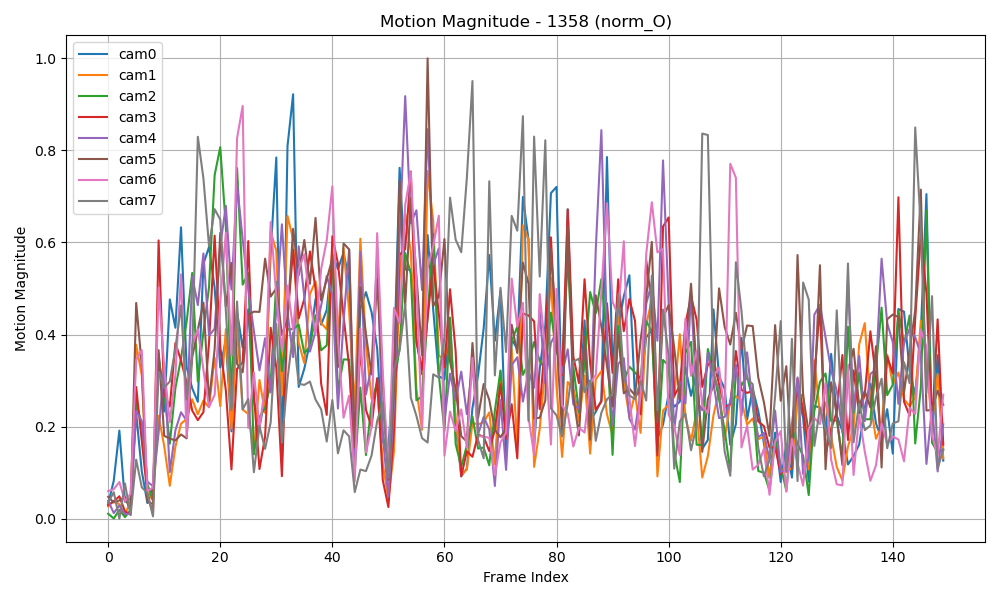 Motion Magnitude - 1358 (norm_O)
cam0
cam1
cam2
cam3
cam4
cam5
cam6
cam7
Motion Magnitude
1.0
0.8
0.6
0.4
0.2
0.0
0 20 40 60 80 100 120 140
Frame Index